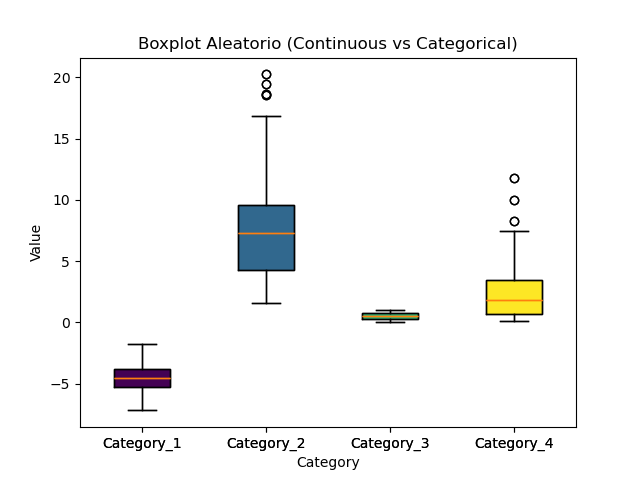 Boxplot Aleatorio (Continuous vs Categorical)
20
15
10
5
0
−5
Value
Category_1
Category_2
Category_3
Category_4
Category